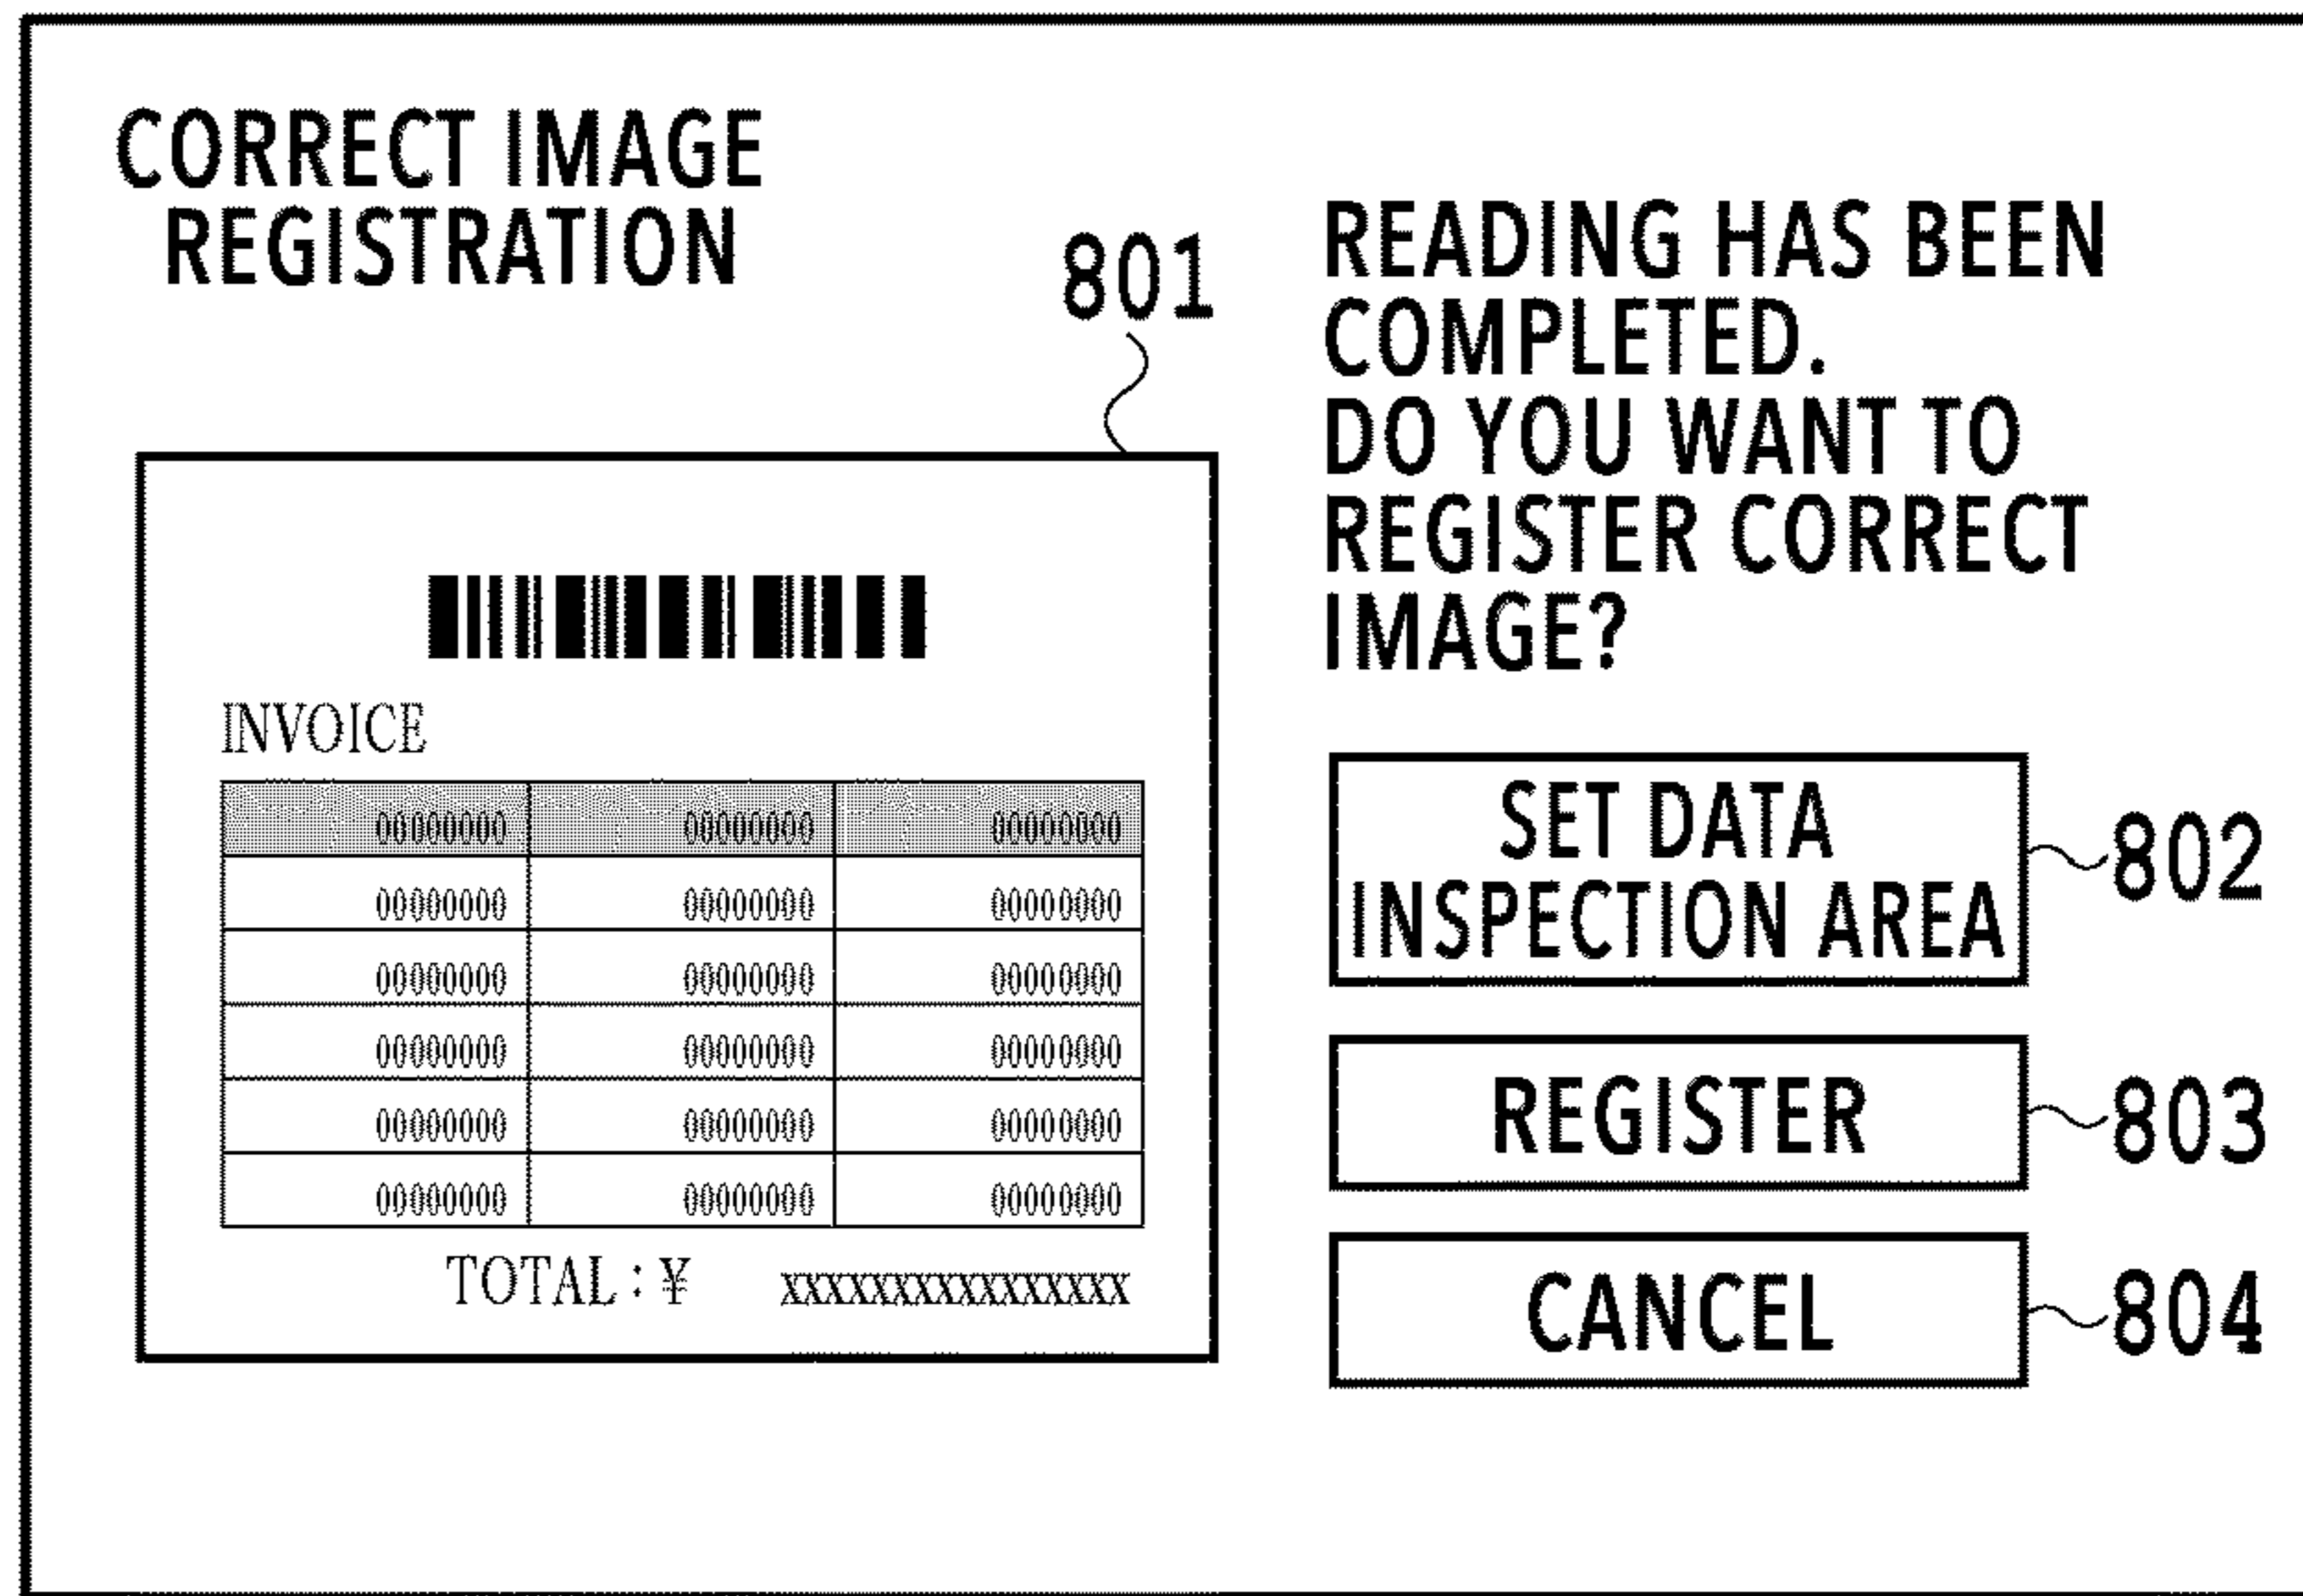 CORRECT IMAGE
REGISTRATION
801
INVOICE
00000000 00000000 00000000
00000000 00000000 00000000
00000000 00000000 00000000
00000000 00000000 00000000
00000000 00000000 00000000
00000000 00000000 00000000
TOTAL:¥ XXXXXXXXXXXXXXXX
READING HAS BEEN
COMPLETED.
DO YOU WANT TO
REGISTER CORRECT
IMAGE?
SET DATA
INSPECTION AREA
802
REGISTER
803
CANCEL
804